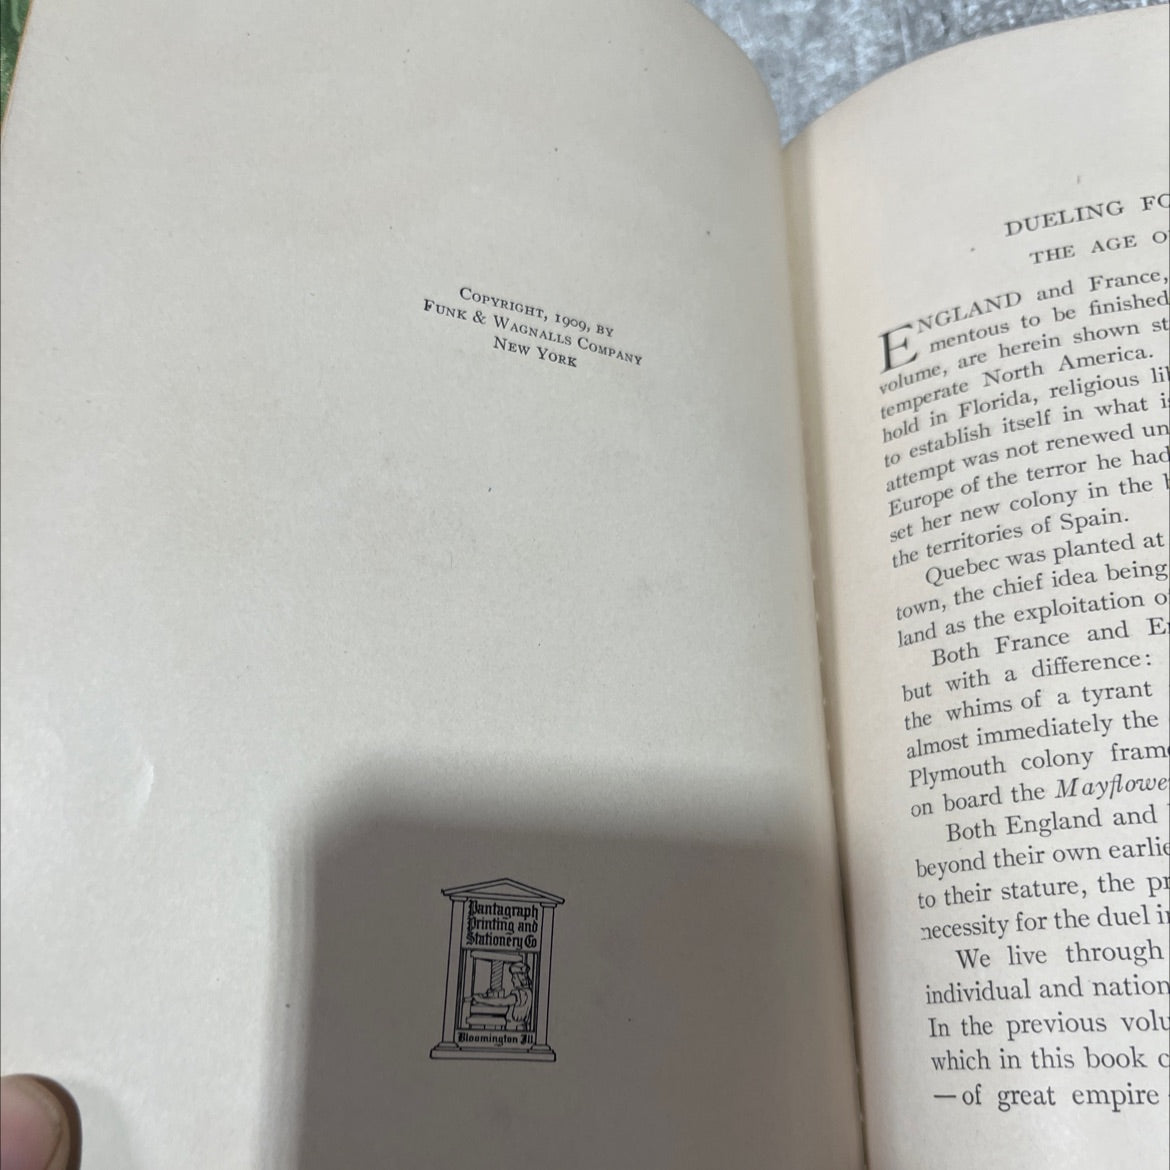 Copyright, 1909, by
Funk & Wagnalls Company
New York
Pantagraph
Printing and
Stationery Co
Bloomington Ill.
DUELING FO
THE AGE O
ENGLAND and France,
mentous to be finished
volume, are herein shown st
temperate North America.
hold in Florida, religious li
to establish itself in what i
attempt was not renewed un
Europe of the terror he had
set her new colony in the
the territories of Spain.
Quebec was planted at
town, the chief idea being
land as the exploitation o
Both France and E
but with a difference:
the whims of a tyrant
almost immediately the
Plymouth colony fram
on board the Mayflowe
Both England and
beyond their own earlie
to their stature, the pr
necessity for the duel i
We live through
individual and nation
In the previous volu
which in this book c
—of great empire